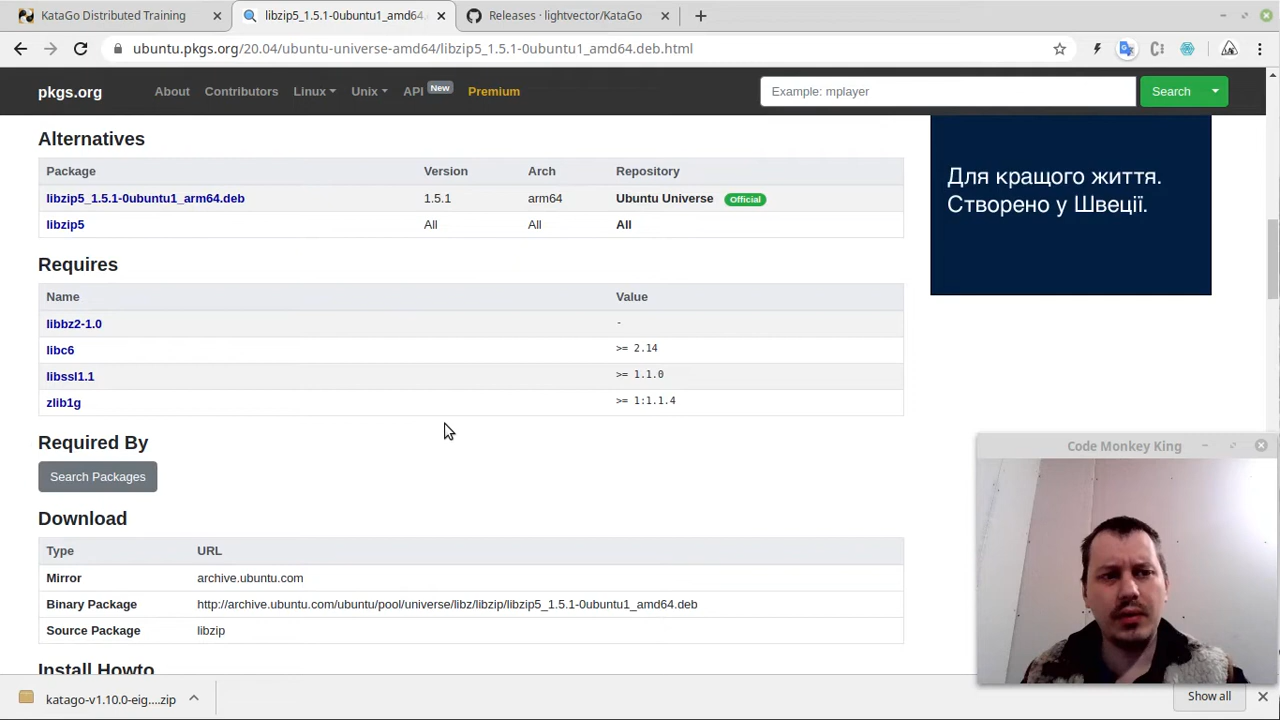 KataGo Distributed Training
libzip5_1.5.1-0ubuntu1_amd64.
Releases · lightvector/KataGo
ubuntu.pkgs.org/20.04/ubuntu-universe-amd64/libzip5_1.5.1-0ubuntu1_amd64.deb.html
pkgs.org About Contributors Linux Unix API New Premium Example: mplayer Search
Alternatives
Package Version Arch Repository
libzip5_1.5.1-0ubuntu1_arm64.deb 1.5.1 arm64 Ubuntu Universe Official
libzip5 All All All
Для кращого життя.
Створено у Швеції.
Requires
Name Value
libbz2-1.0 -
libc6 >= 2.14
libssl1.1 >= 1.1.0
zlib1g >= 1:1.1.4
Required By
Search Packages
Download
Type URL
Mirror archive.ubuntu.com
Binary Package http://archive.ubuntu.com/ubuntu/pool/universe/libz/libzip/libzip5_1.5.1-0ubuntu1_amd64.deb
Source Package libzip
Install Howto
Code Monkey King
katago-v1.10.0-eig....zip
Show all